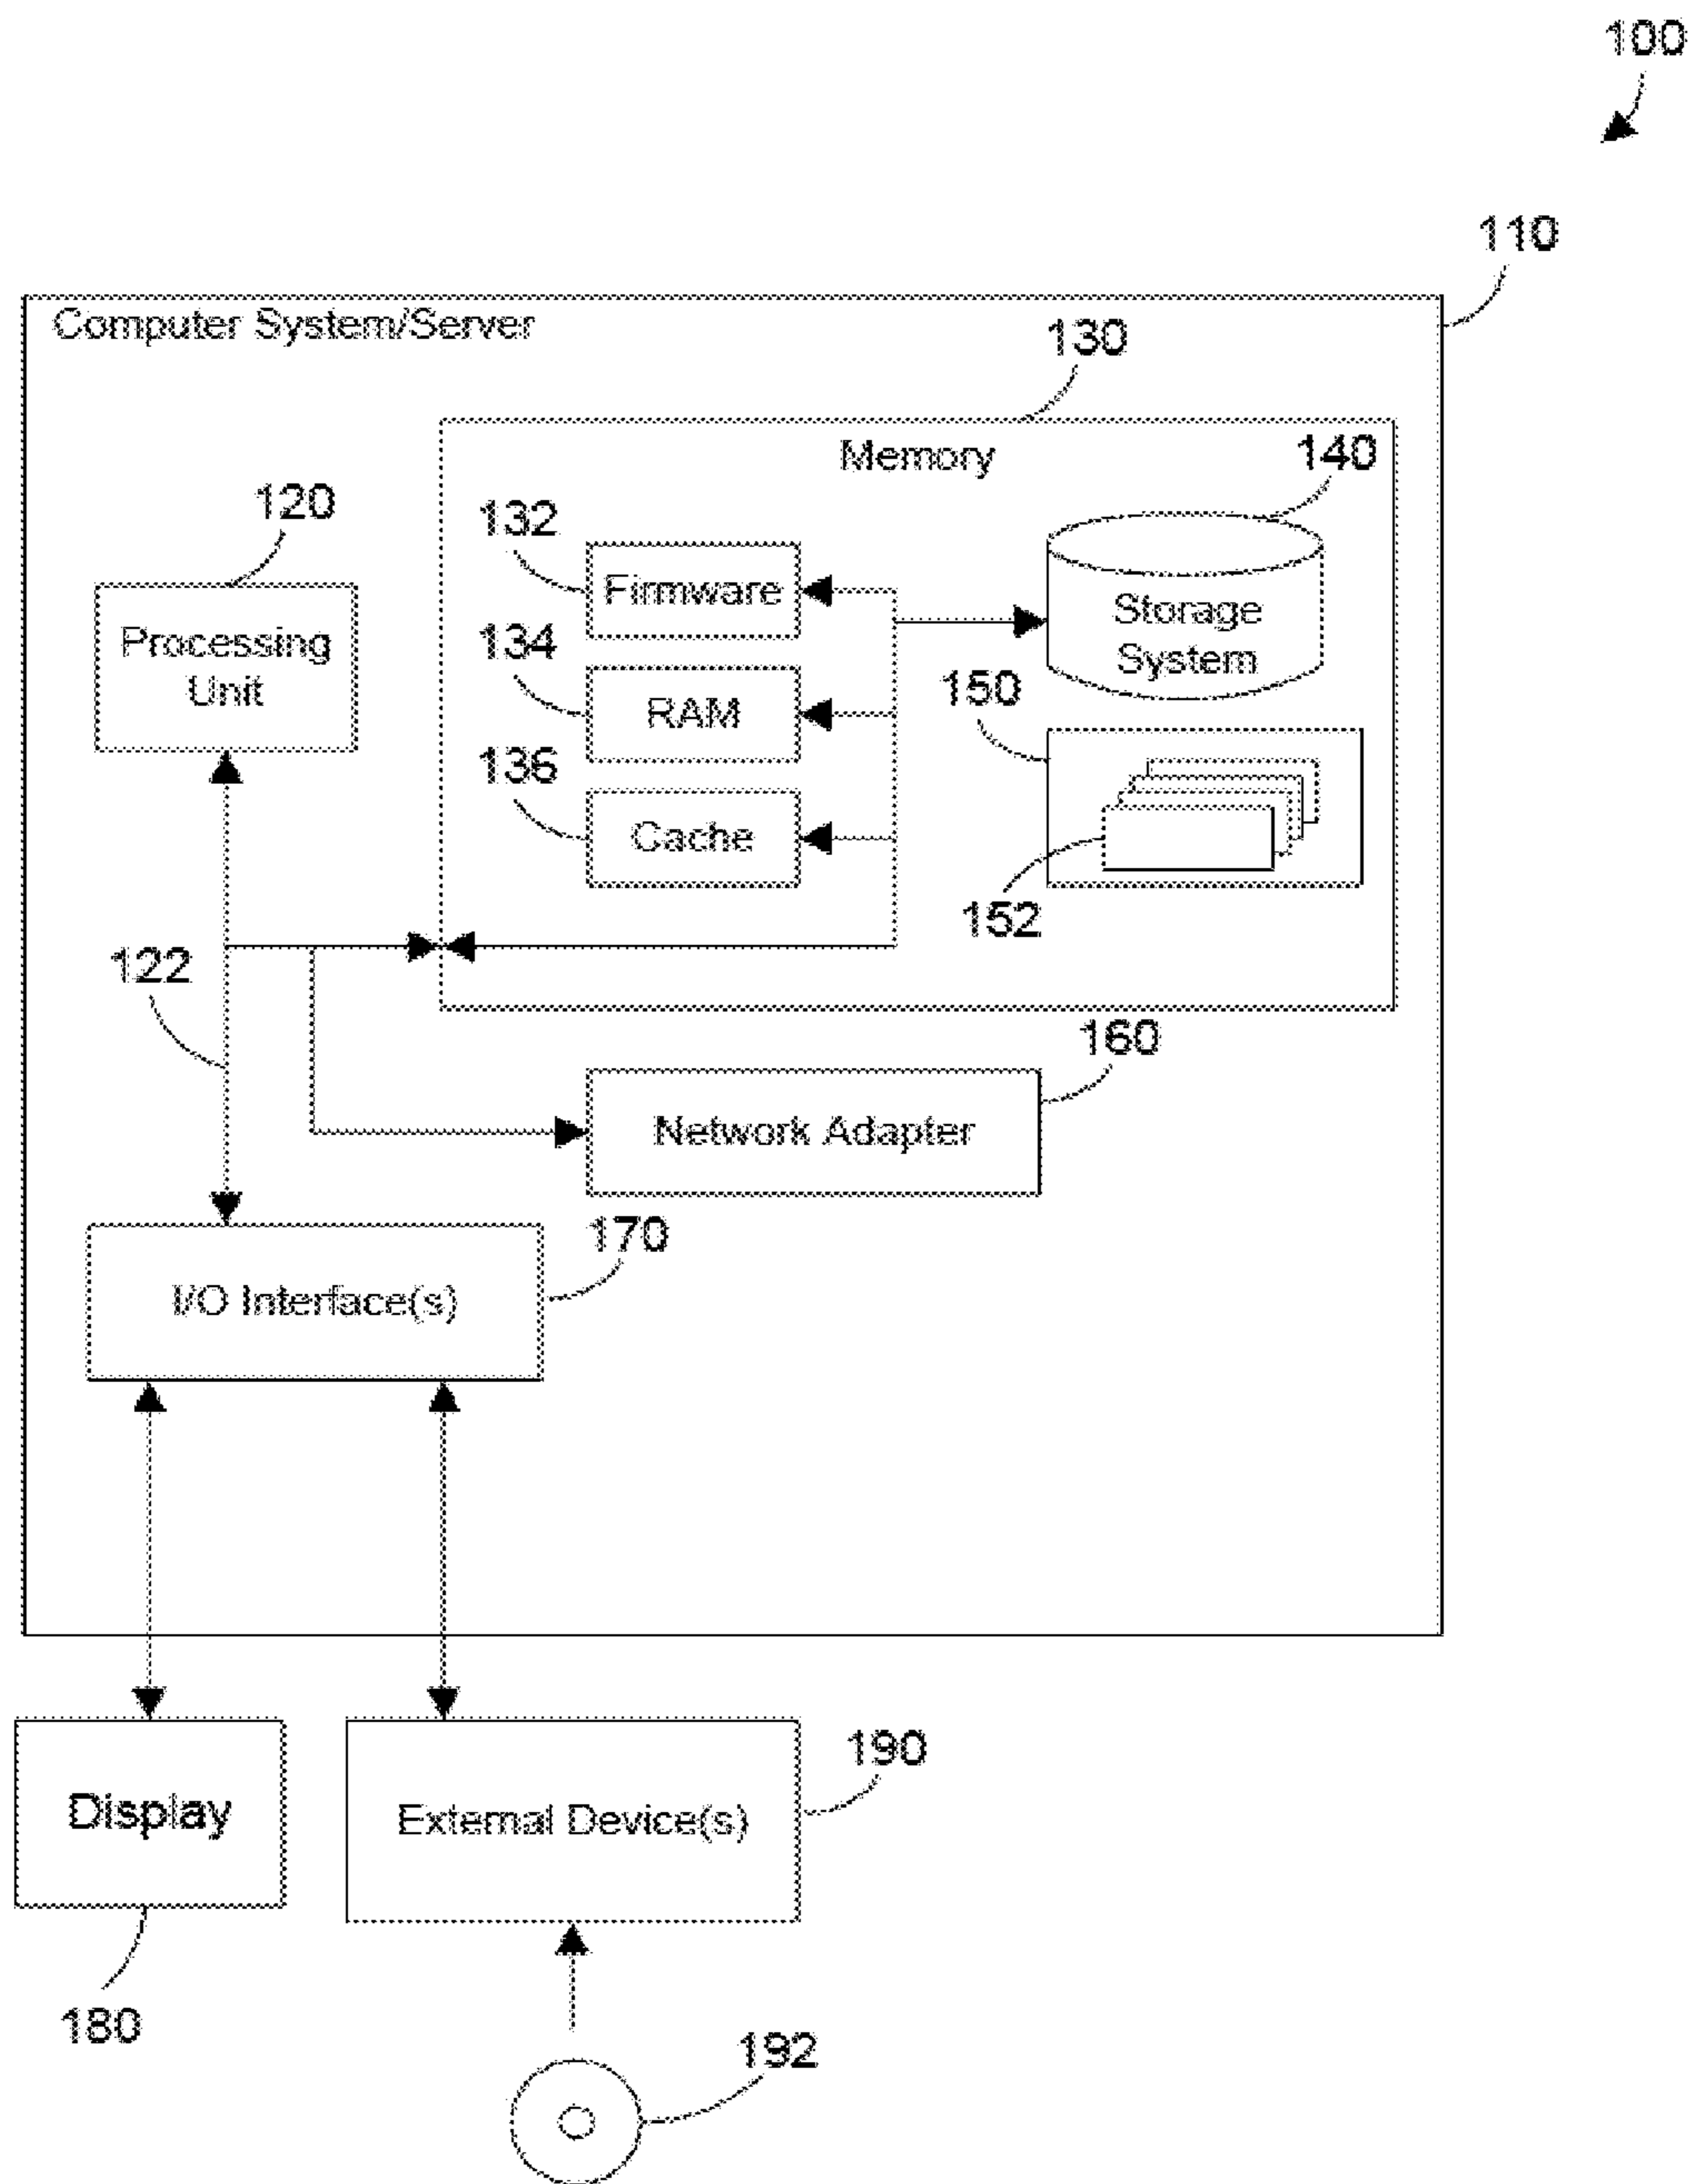 100
110
Computer System/Server
130
Memory
140
120
132
Firmware
Processing
Unit
Storage
System
134
RAM
150
136
Cache
152
122
160
Network Adapter
170
I/O Interface(s)
190
Display
External Device(s)
180
192